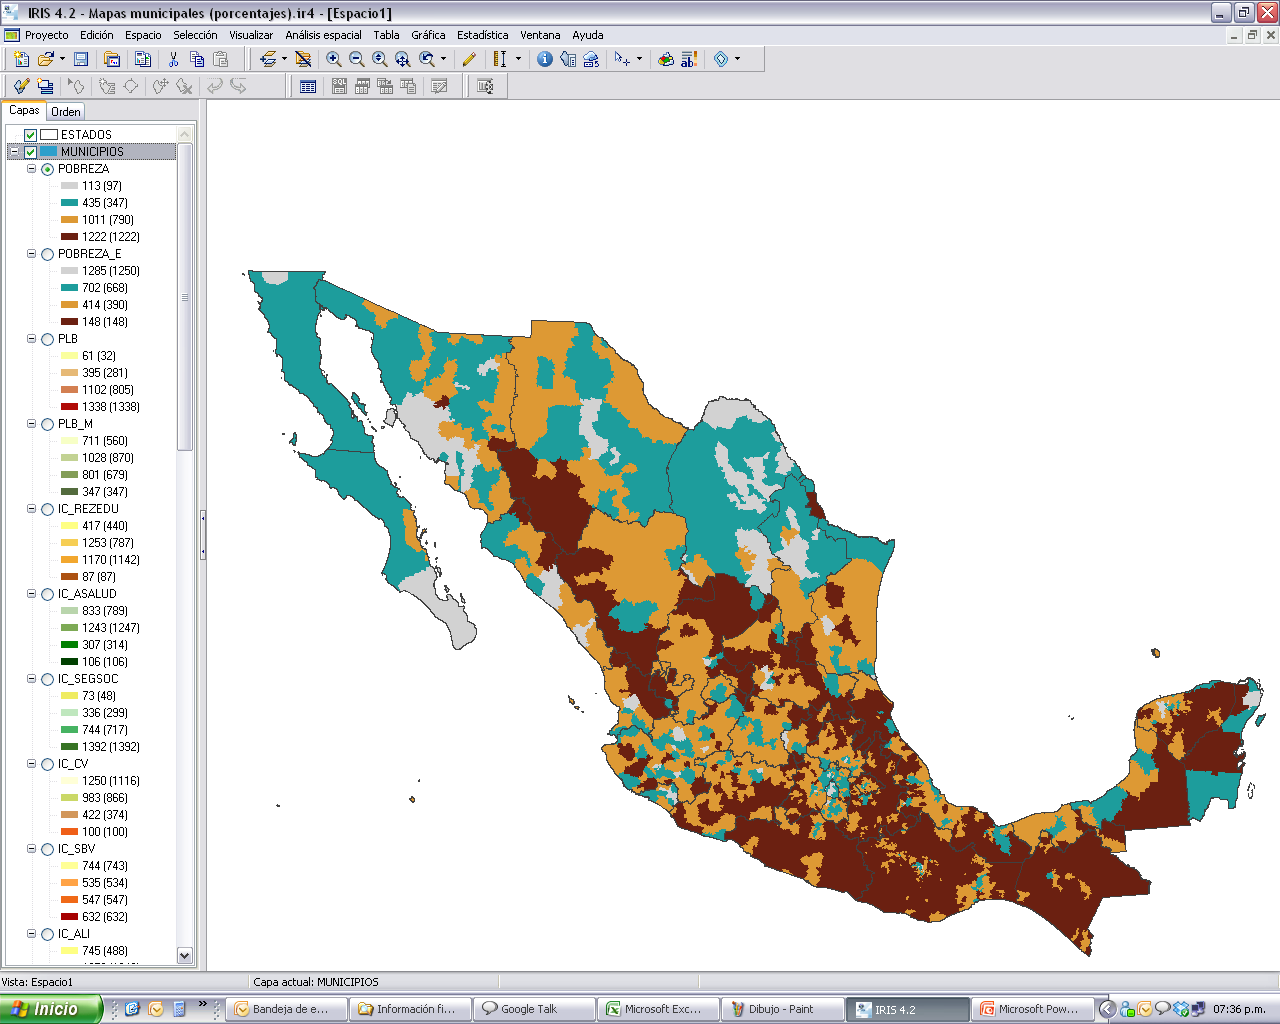 IRIS 4.2 - Mapas municipales (porcentajes).ir4 - [Espacio1]
Proyecto Edición Espacio Selección Visualizar Análisis espacial Tabla Gráfica Estadística Ventana Ayuda
Capas Orden
ESTADOS
MUNICIPIOS
POBREZA
113 (97)
435 (347)
1011 (790)
1222 (1222)
POBREZA_E
1285 (1250)
702 (668)
414 (390)
148 (148)
PLB
61 (32)
395 (281)
1102 (805)
1338 (1338)
PLB_M
711 (560)
1028 (870)
801 (679)
347 (347)
IC_REZEDU
417 (440)
1253 (787)
1170 (1142)
87 (87)
IC_ASALUD
833 (789)
1243 (1247)
307 (314)
106 (106)
IC_SEGSOC
73 (48)
336 (299)
744 (717)
1392 (1392)
IC_CV
1250 (1116)
983 (866)
422 (374)
100 (100)
IC_SBV
744 (743)
535 (534)
547 (547)
632 (632)
IC_ALI
745 (488)
Vista: Espacio1 Capa actual: MUNICIPIOS
Inicio » Bandeja de e... Información fi... Google Talk Microsoft Exc... Dibujo - Paint IRIS 4.2 Microsoft Pow... 07:36 p.m.